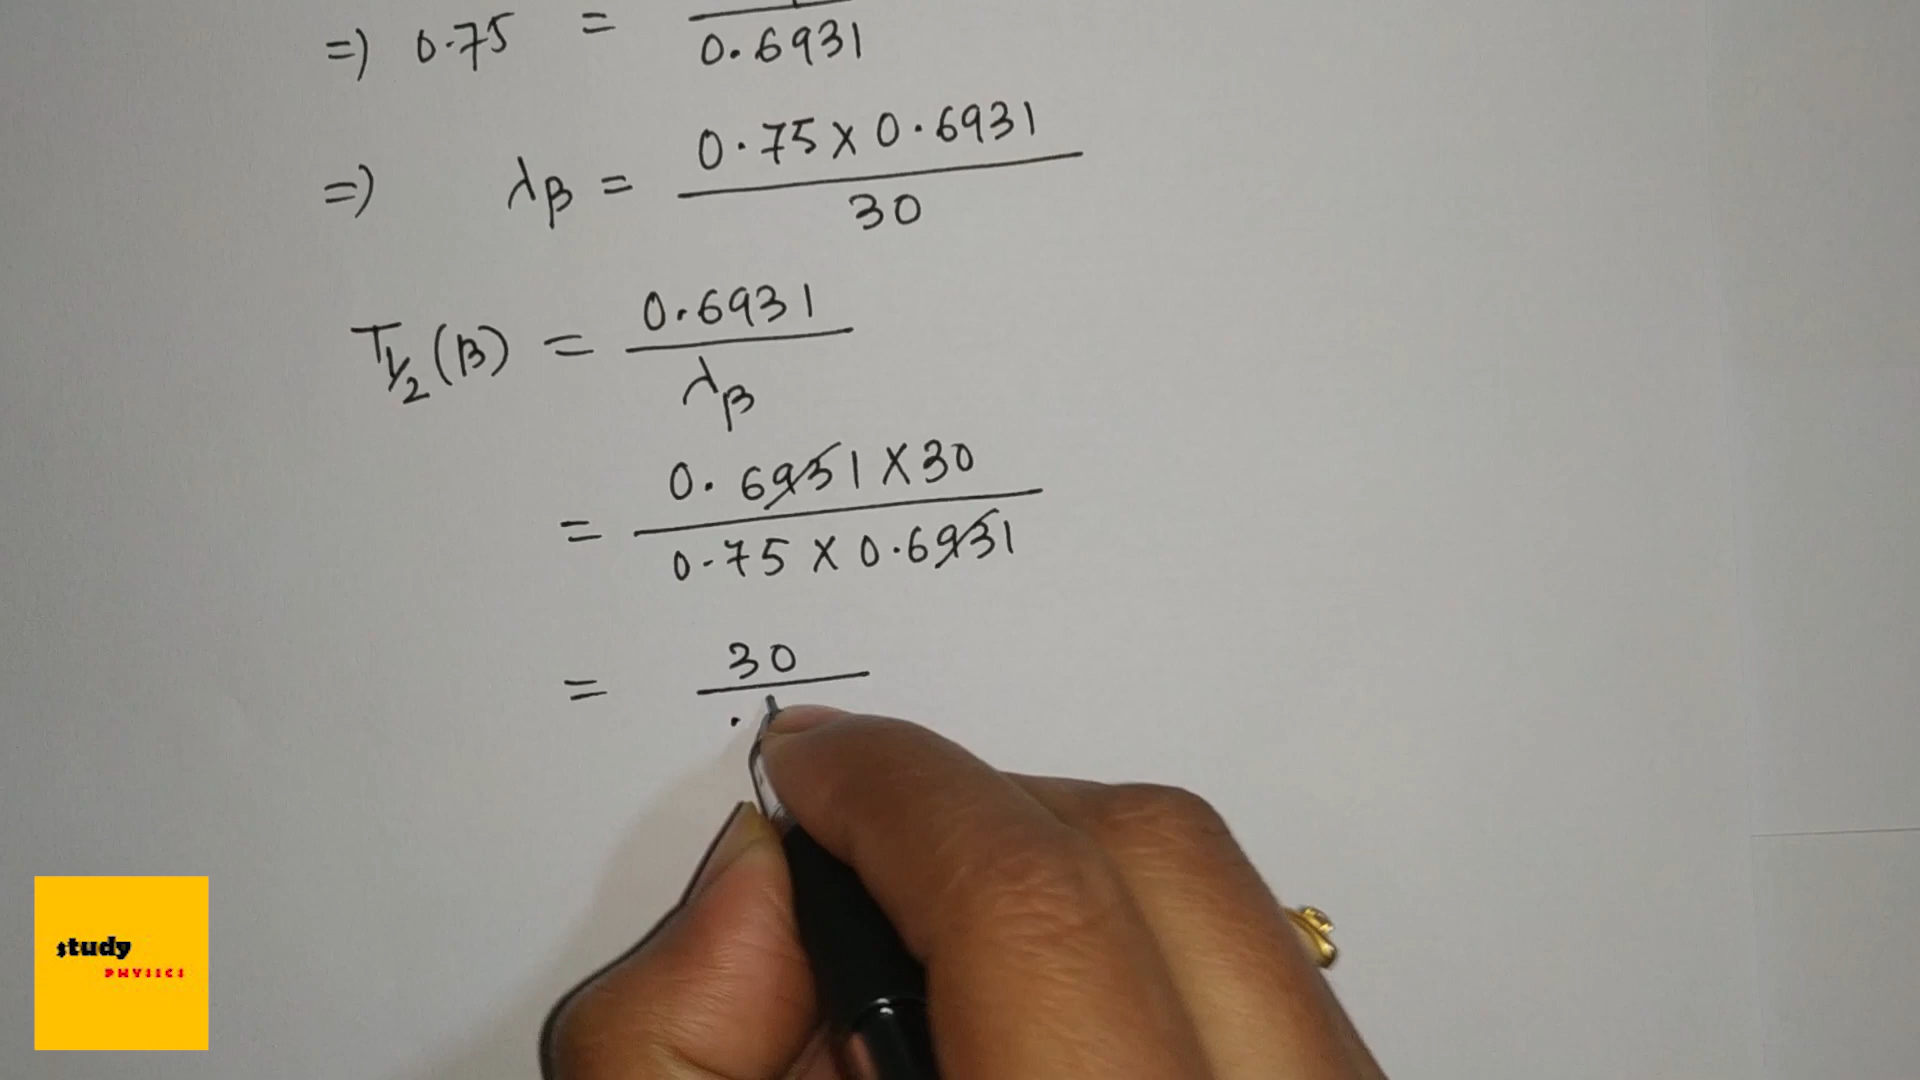 =) 0.75 = / 0.6931
=) λβ = 0.75 X 0.6931 / 30
T1/2 (β) = 0.6931 / λβ
= 0.6931 X 30 / 0.75 X 0.6931
= 30 / .
study
PHYSICS